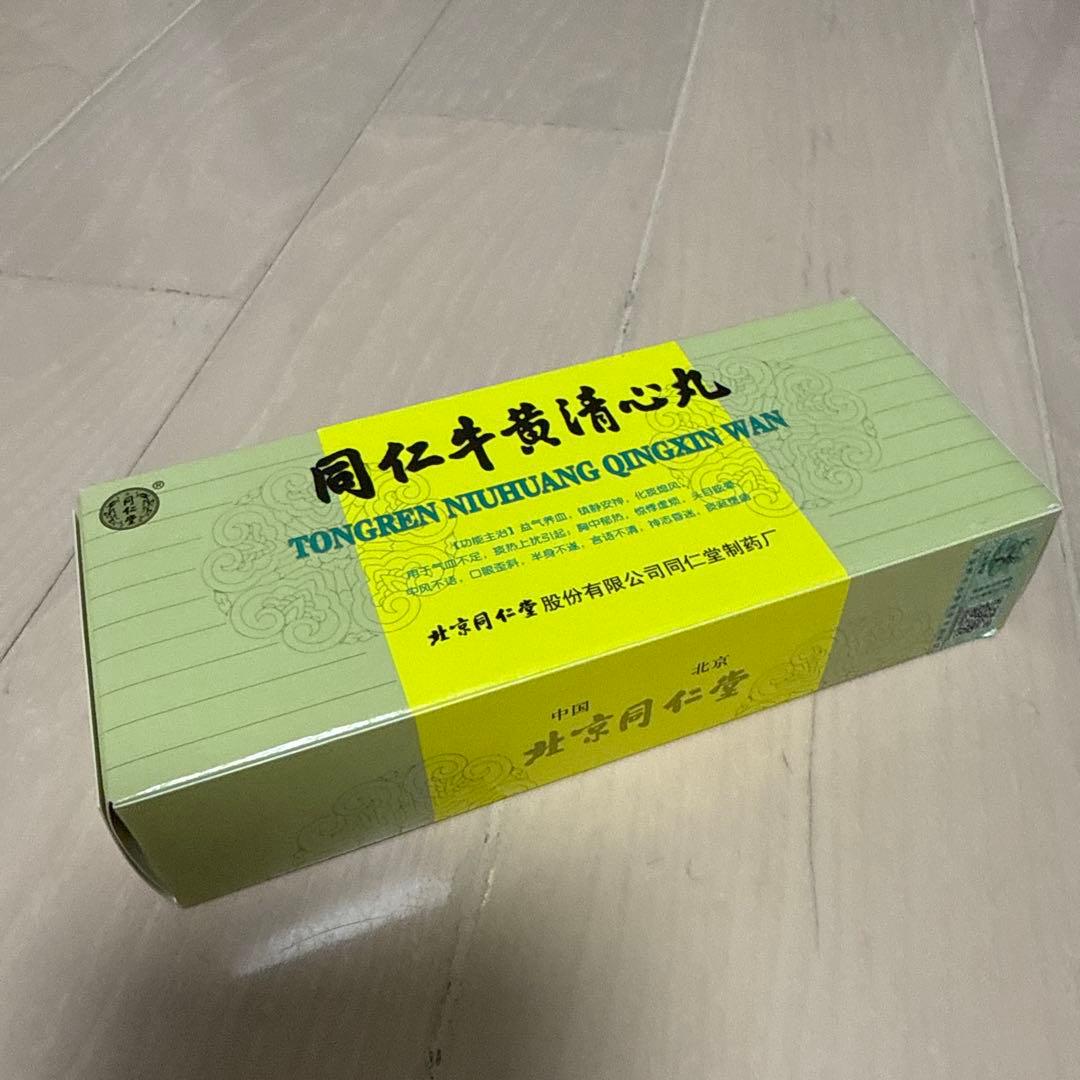 同仁堂
®
同仁牛黄清心丸
TONGREN NIUHUANG QINGXIN WAN
【功能主治】益气养血，镇静安神，化痰熄风。
用于气血不足，痰热上扰引起：胸中郁热，惊悸虚烦，头目眩晕，
中风不语，口眼歪斜，半身不遂，言语不清，神志昏迷，痰涎壅盛
北京同仁堂股份有限公司同仁堂制药厂
中国 北京
北京同仁堂